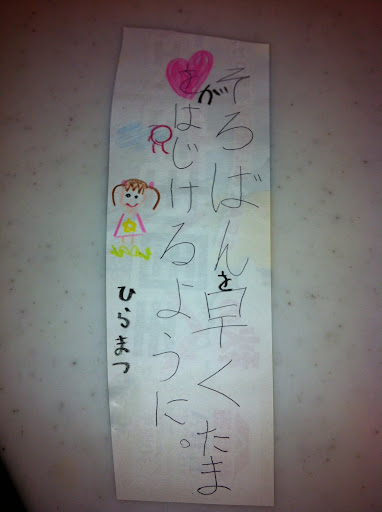 そろばんを早くたま
をがはじけるように。
ひらまつ